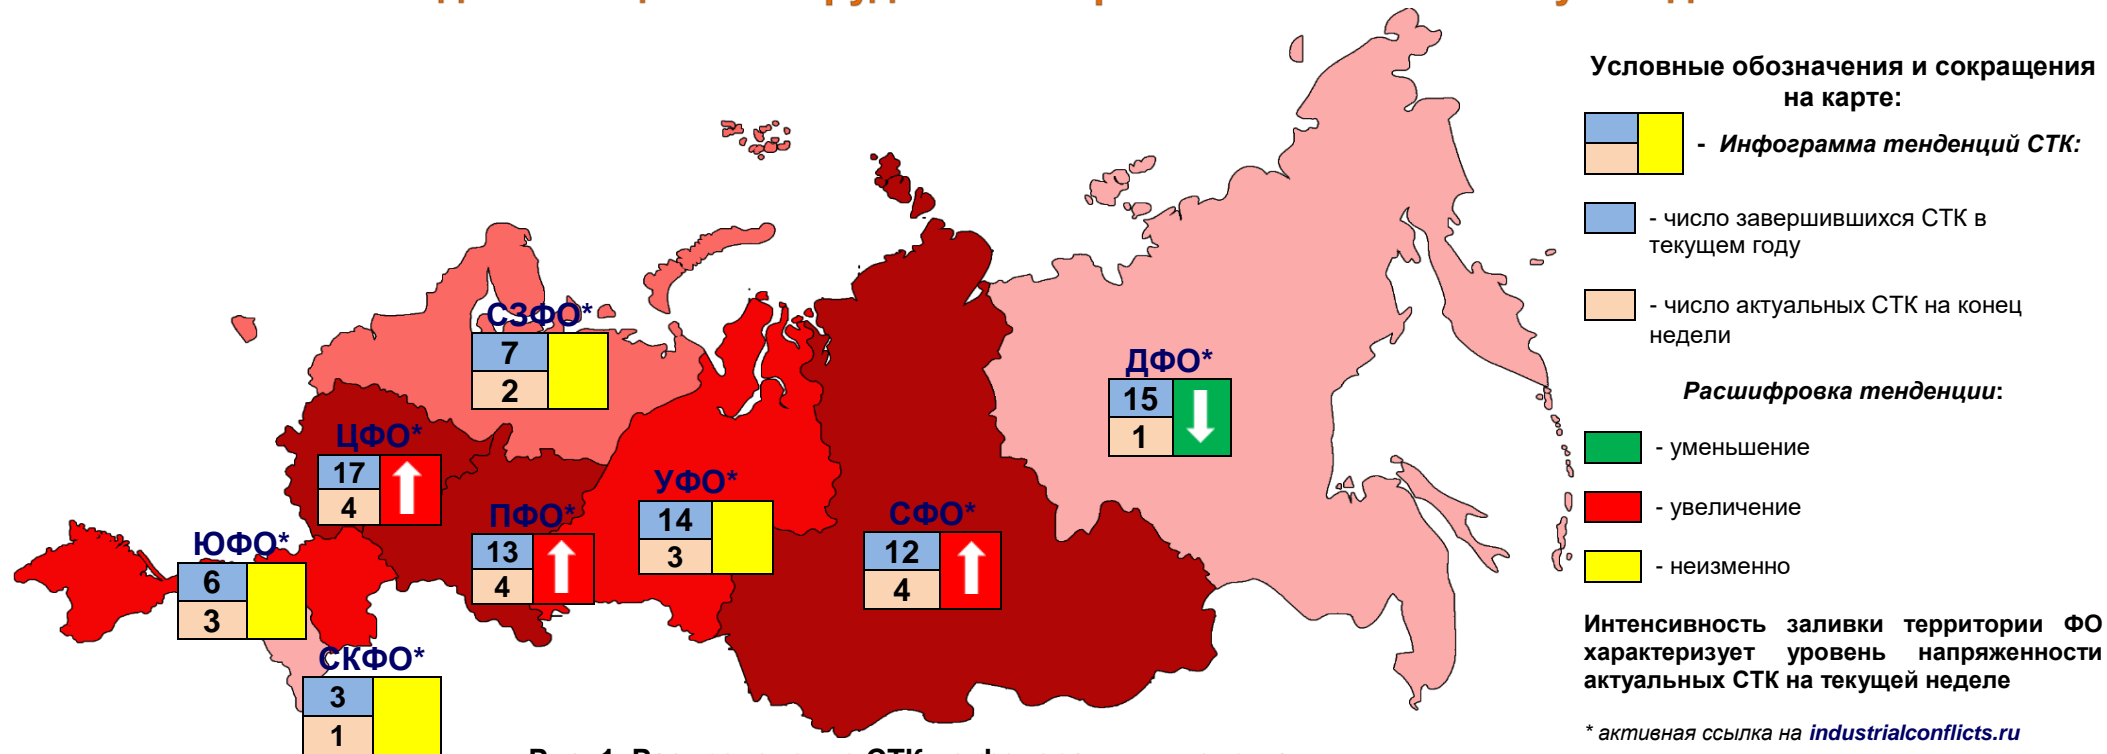 СЗФО*
7
2
ДФО*
15
1
ЦФО*
17
4
УФО*
14
3
ПФО*
13
4
СФО*
12
4
ЮФО*
6
3
СКФО*
3
1
Условные обозначения и сокращения
на карте:
- Инфограмма тенденций СТК:
- число завершившихся СТК в
текущем году
- число актуальных СТК на конец
недели
Расшифровка тенденции:
- уменьшение
- увеличение
- неизменно
Интенсивность заливки территории ФО
характеризует уровень напряженности
актуальных СТК на текущей неделе
* активная ссылка на industrialconflicts.ru